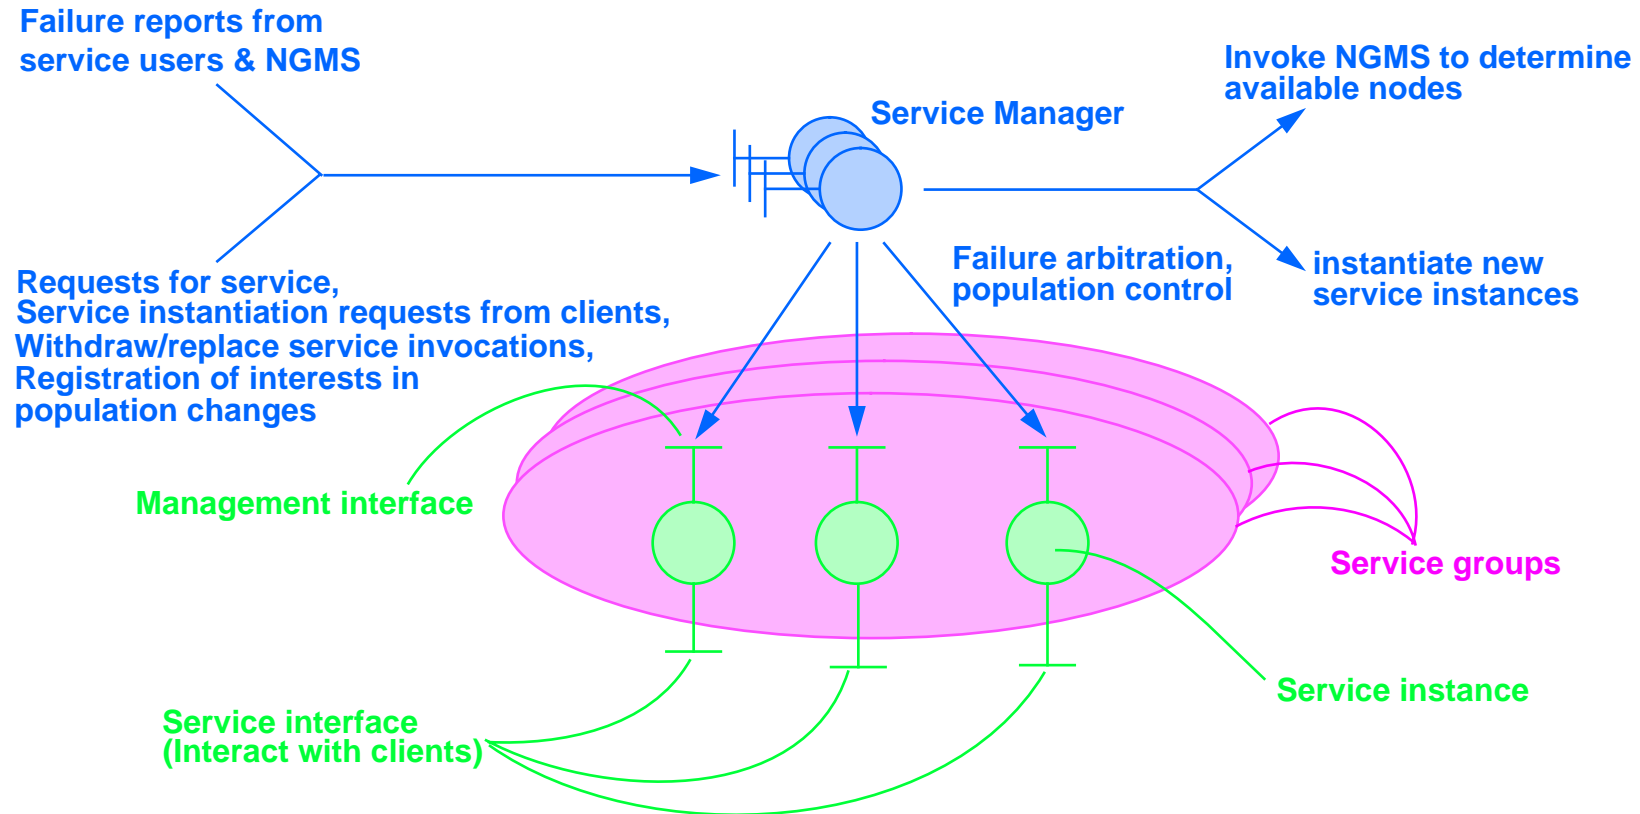 Failure reports from
service users & NGMS
Invoke NGMS to determine
available nodes
Service Manager
Failure arbitration,
population control
instantiate new
service instances
Requests for service,
Service instantiation requests from clients,
Withdraw/replace service invocations,
Registration of interests in
population changes
Management interface
Service groups
Service instance
Service interface
(Interact with clients)